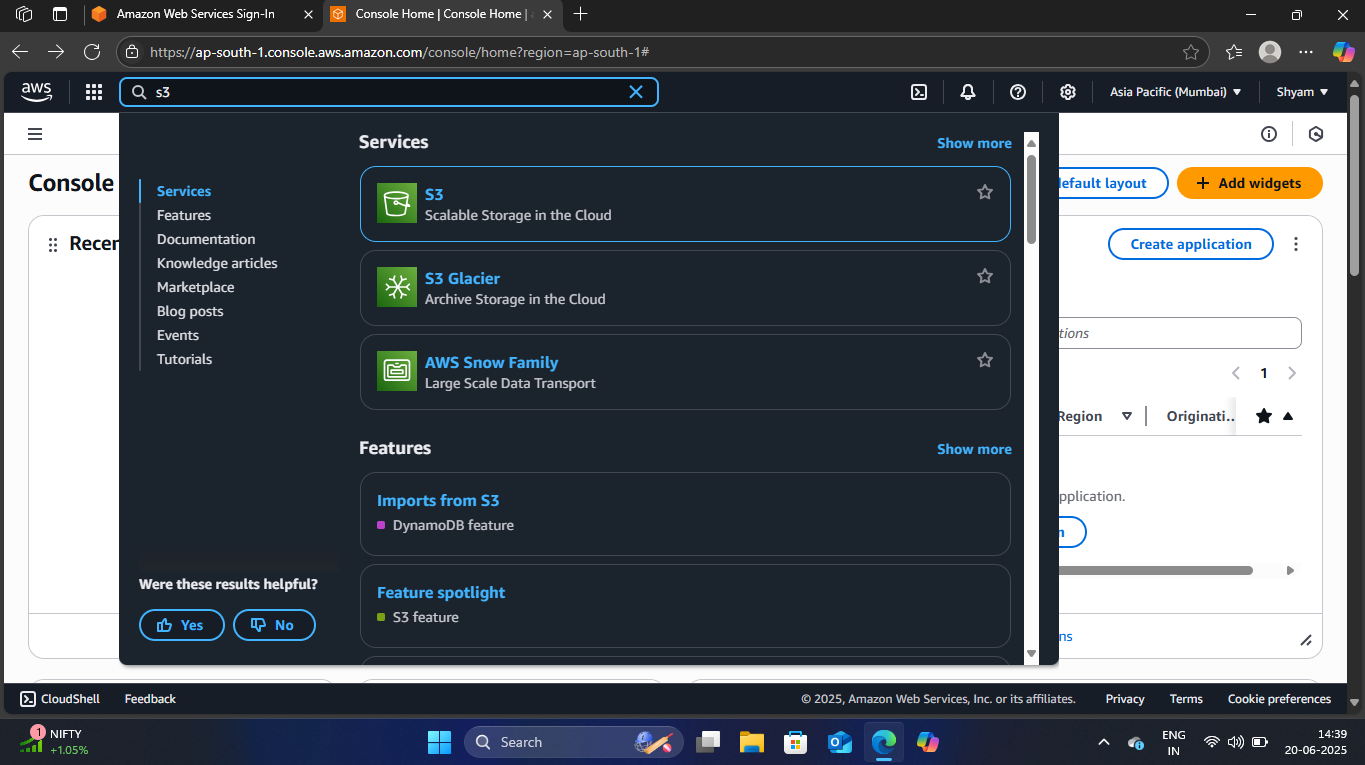 Amazon Web Services Sign-In
Console Home | Console Home |
https://ap-south-1.console.aws.amazon.com/console/home?region=ap-south-1#
aws
s3
Asia Pacific (Mumbai)
Shyam
Console
default layout
Add widgets
Recen
Create application
Services
Features
Documentation
Knowledge articles
Marketplace
Blog posts
Events
Tutorials
Were these results helpful?
Yes
No
Services
Show more
S3
Scalable Storage in the Cloud
S3 Glacier
Archive Storage in the Cloud
AWS Snow Family
Large Scale Data Transport
Features
Show more
Imports from S3
DynamoDB feature
Feature spotlight
S3 feature
tions
1
Region
Originati..
pplication.
n
ns
CloudShell
Feedback
© 2025, Amazon Web Services, Inc. or its affiliates.
Privacy
Terms
Cookie preferences
1
NIFTY
+1.05%
Search
ENG
IN
14:39
20-06-2025